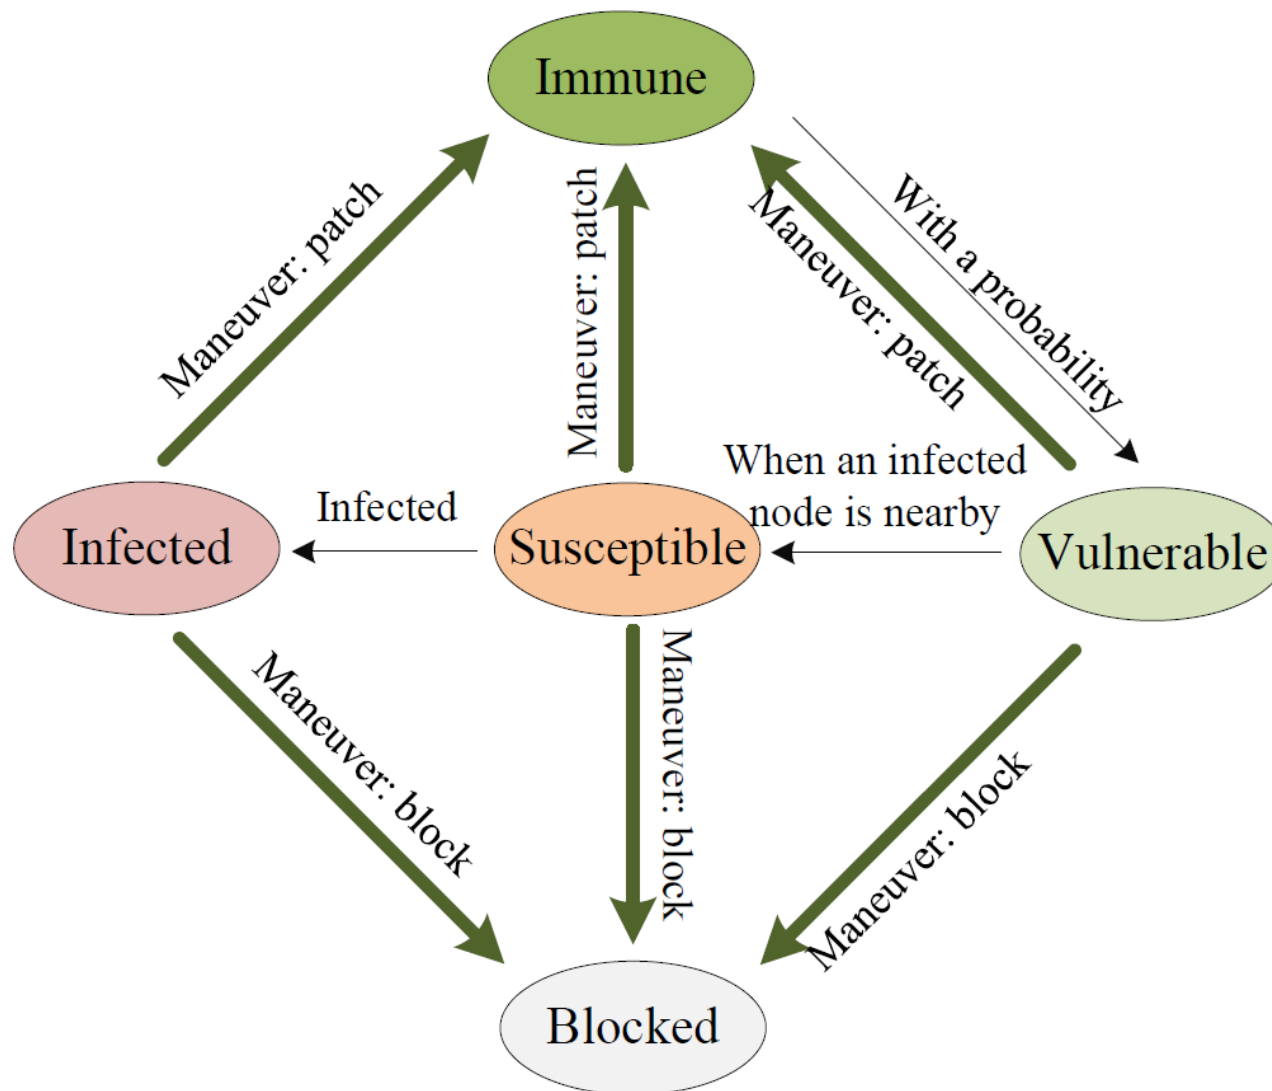 Immune
Maneuver: patch
Maneuver: patch
Maneuver: patch
With a probability
Infected
Infected
Susceptible
When an infected
node is nearby
Vulnerable
Maneuver: block
Maneuver: block
Maneuver: block
Blocked